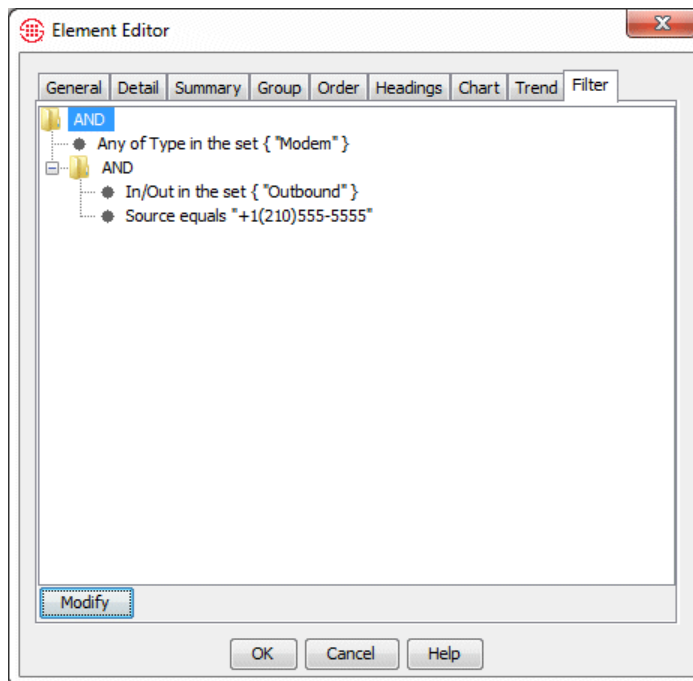 Element Editor
General Detail Summary Group Order Headings Chart Trend Filter
AND
Any of Type in the set { "Modem" }
AND
In/Out in the set { "Outbound" }
Source equals "+1(210)555-5555"
Modify
OK Cancel Help